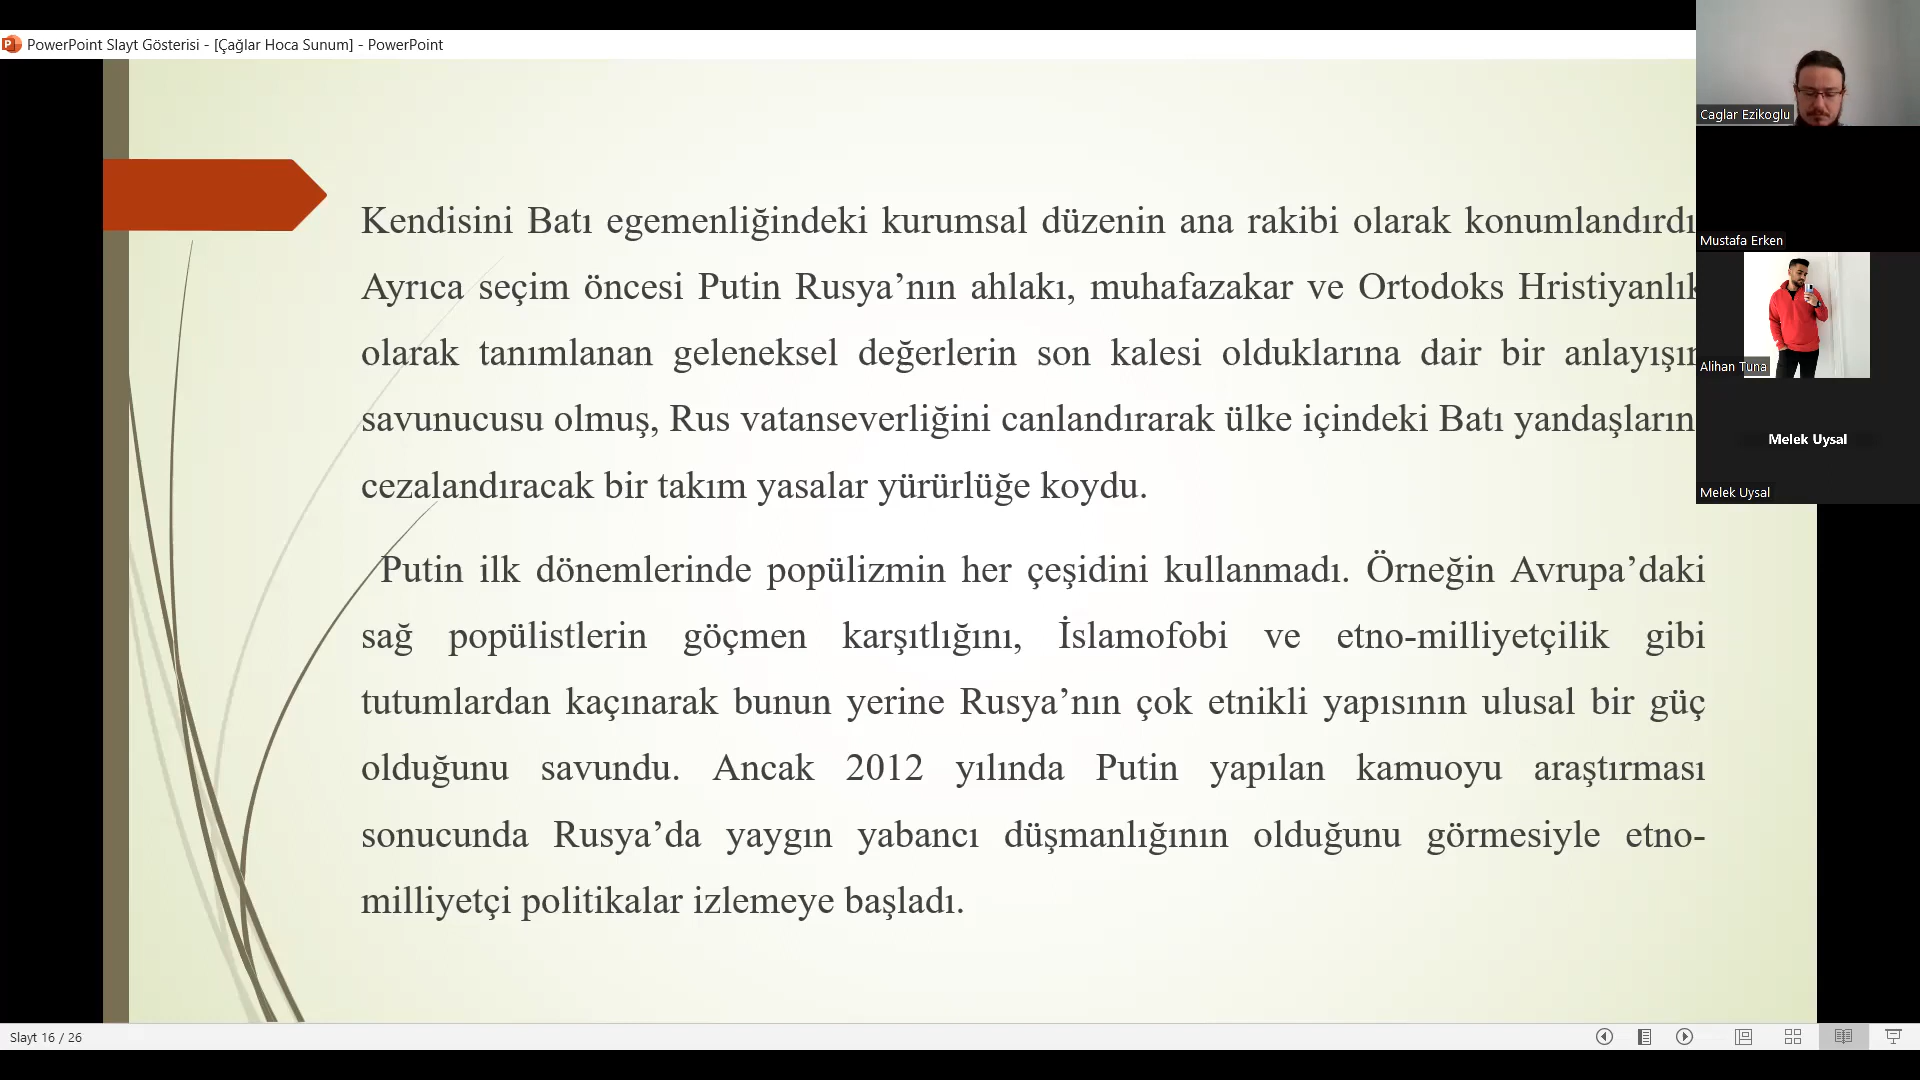 PowerPoint Slayt Gösterisi - [Çağlar Hoca Sunum] - PowerPoint
Caglar Ezikoglu
Mustafa Erken
Alihan Tuna
Melek Uysal
Melek Uysal
Kendisini Batı egemenliğindeki kurumsal düzenin ana rakibi olarak konumlandırdı
Ayrıca seçim öncesi Putin Rusya’nın ahlakı, muhafazakar ve Ortodoks Hristiyanlık
olarak tanımlanan geleneksel değerlerin son kalesi olduklarına dair bir anlayışın
savunucusu olmuş, Rus vatanseverliğini canlandırarak ülke içindeki Batı yandaşların
cezalandıracak bir takım yasalar yürürlüğe koydu.
Putin ilk dönemlerinde popülizmin her çeşidini kullanmadı. Örneğin Avrupa’daki
sağ popülistlerin göçmen karşıtlığını, İslamofobi ve etno-milliyetçilik gibi
tutumlardan kaçınarak bunun yerine Rusya’nın çok etnikli yapısının ulusal bir güç
olduğunu savundu. Ancak 2012 yılında Putin yapılan kamuoyu araştırması
sonucunda Rusya’da yaygın yabancı düşmanlığının olduğunu görmesiyle etno-
milliyetçi politikalar izlemeye başladı.
Slayt 16 / 26